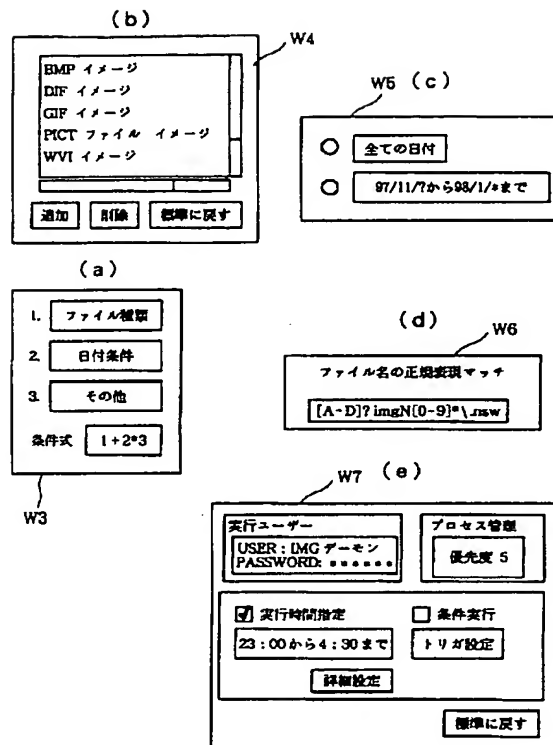 (b)
W4
BMP イメージ
DIF イメージ
GIF イメージ
PICT ファイル イメージ
WVI イメージ
追加 削除 標準に戻す
W5 (c)
全ての日付
97/11/?から98/1/*まで
(a)
1. ファイル種類
2. 日付条件
3. その他
条件式 1+2*3
W3
(d)
W6
ファイル名の正規表現マッチ
[A-D]?imgN[0-9]*\.nsw
W7 (e)
実行ユーザー
USER:IMG デーモン
PASSWORD: ******
プロセス管理
優先度 5
実行時間指定
23:00から4:30まで
条件実行
トリガ設定
詳細設定
標準に戻す